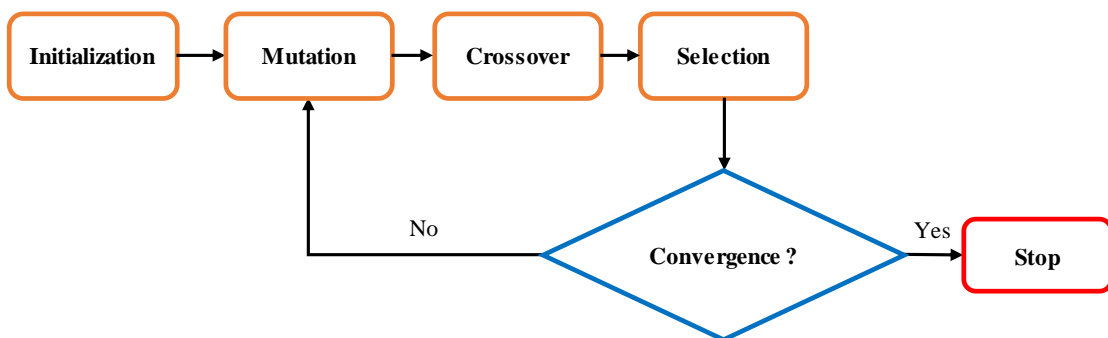 Initialization
Mutation
Crossover
Selection
No
Convergence ?
Yes
Stop